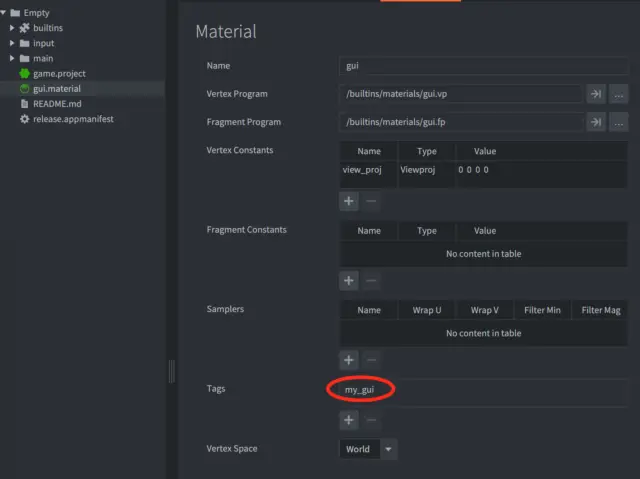 Empty
builtins
input
main
game.project
gui.material
README.md
release.appmanifest
Material
Name
gui
Vertex Program
/builtins/materials/gui.vp
...
Fragment Program
/builtins/materials/gui.fp
...
Vertex Constants
Name Type Value
view_proj Viewproj 0 0 0 0
+ −
Fragment Constants
Name Type Value
No content in table
+ −
Samplers
Name Wrap U Wrap V Filter Min Filter Mag
No content in table
+ −
Tags
my_gui
+ −
Vertex Space
World